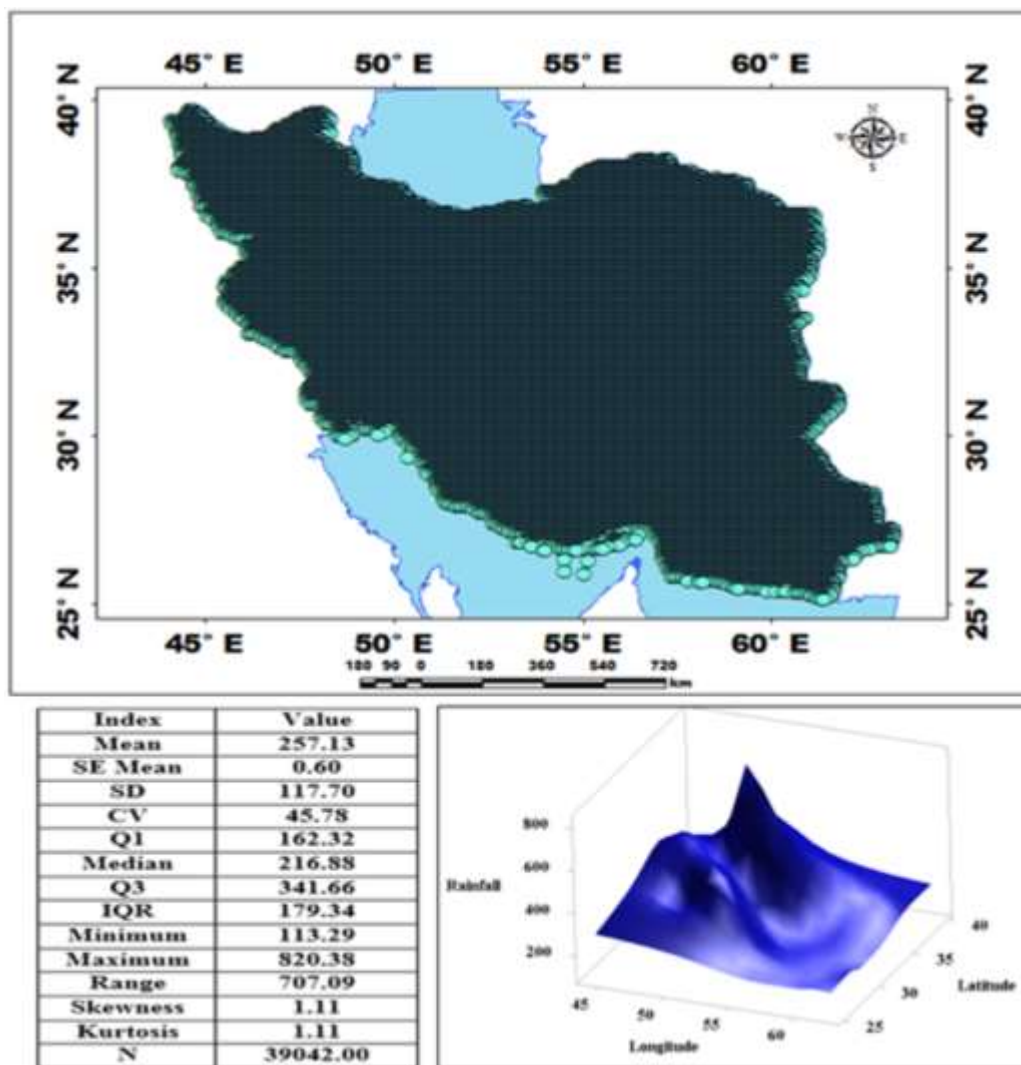 45° E 50° E 55° E 60° E
40° N 40° N
N
W E
S
35° N 35° N
30° N 30° N
25° N 25° N
45° E 50° E 55° E 60° E
180 90 0 180 360 540 720
km
Index Value
Mean 257.13
SE Mean 0.60
SD 117.70
CV 45.78
Q1 162.32
Median 216.88
Q3 341.66
IQR 179.34
Minimum 113.29
Maximum 820.38
Range 707.09
Skewness 1.11
Kurtosis 1.11
N 39042.00
800
600
Rainfall
400
200
45 50 55 60
Longitude
25 30 35 40
Latitude